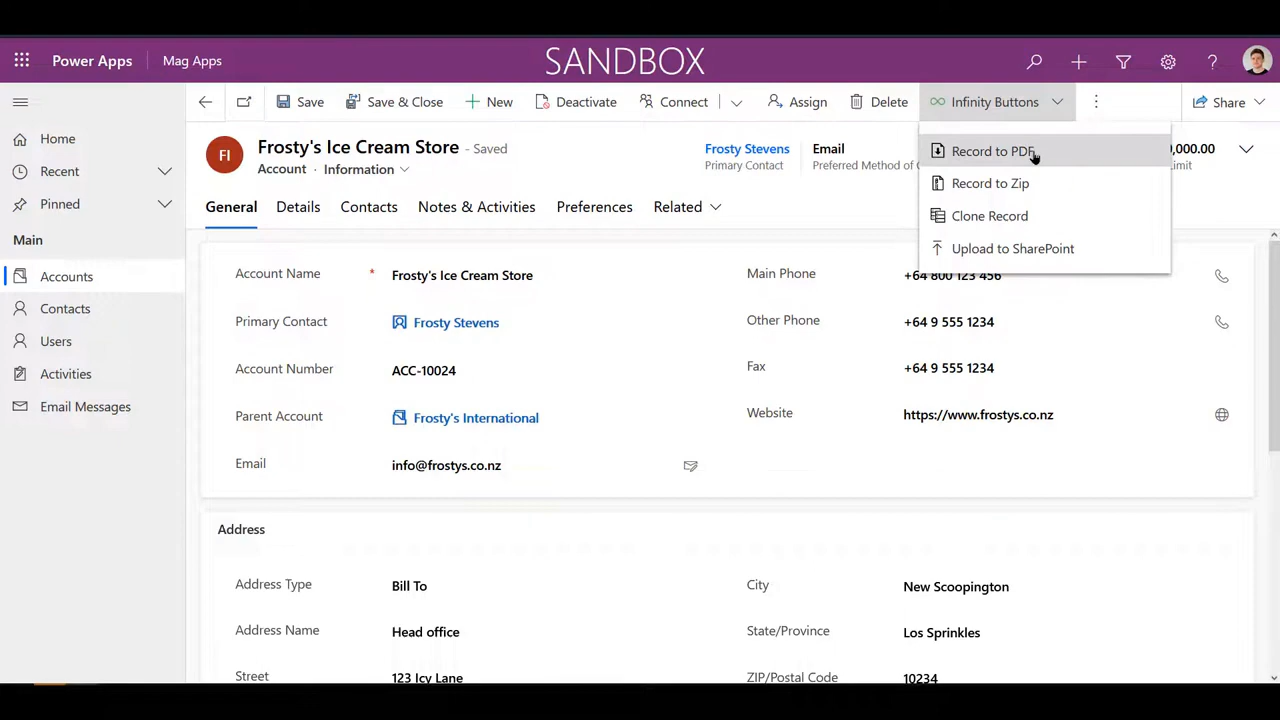 Power Apps
Mag Apps
SANDBOX
Save
Save & Close
New
Deactivate
Connect
Assign
Delete
Infinity Buttons
Share
Home
Recent
Pinned
Main
Accounts
Contacts
Users
Activities
Email Messages
FI
Frosty's Ice Cream Store - Saved
Account · Information
Frosty Stevens
Primary Contact
Email
Preferred Method of
,000.00
imit
Record to PDF
Record to Zip
Clone Record
Upload to SharePoint
General
Details
Contacts
Notes & Activities
Preferences
Related
Account Name * Frosty's Ice Cream Store
Primary Contact Frosty Stevens
Account Number ACC-10024
Parent Account Frosty's International
Email info@frostys.co.nz
Main Phone +64 800 123 456
Other Phone +64 9 555 1234
Fax +64 9 555 1234
Website https://www.frostys.co.nz
Address
Address Type Bill To
Address Name Head office
Street 123 Icy Lane
City New Scoopington
State/Province Los Sprinkles
ZIP/Postal Code 10234